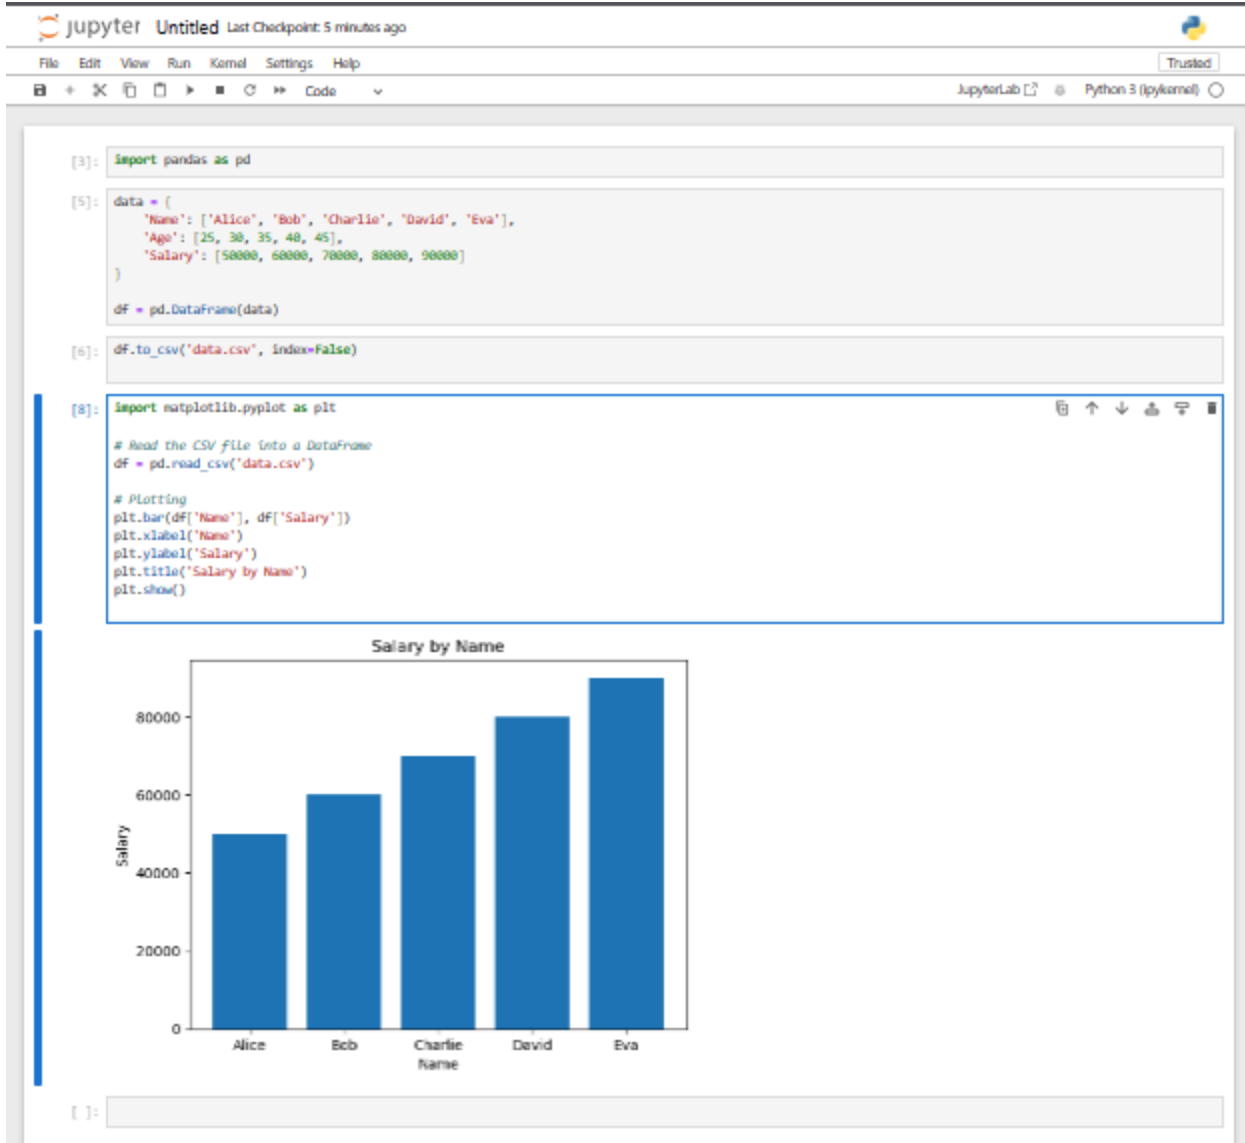 jupyter Untitled Last Checkpoint: 5 minutes ago
File Edit View Run Kernel Settings Help Trusted
Code JupyterLab Python 3 (ipykernel)
[3]: import pandas as pd
[5]: data = {
'Name': ['Alice', 'Bob', 'Charlie', 'David', 'Eva'],
'Age': [25, 30, 35, 40, 45],
'Salary': [50000, 60000, 70000, 80000, 90000]
}
df = pd.DataFrame(data)
[6]: df.to_csv('data.csv', index=False)
[8]: import matplotlib.pyplot as plt
# Read the CSV file into a DataFrame
df = pd.read_csv('data.csv')
# Plotting
plt.bar(df['Name'], df['Salary'])
plt.xlabel('Name')
plt.ylabel('Salary')
plt.title('Salary by Name')
plt.show()
Salary by Name
80000
60000
Salary
40000
20000
0
Alice Bob Charlie David Eva
Name
[ ]: